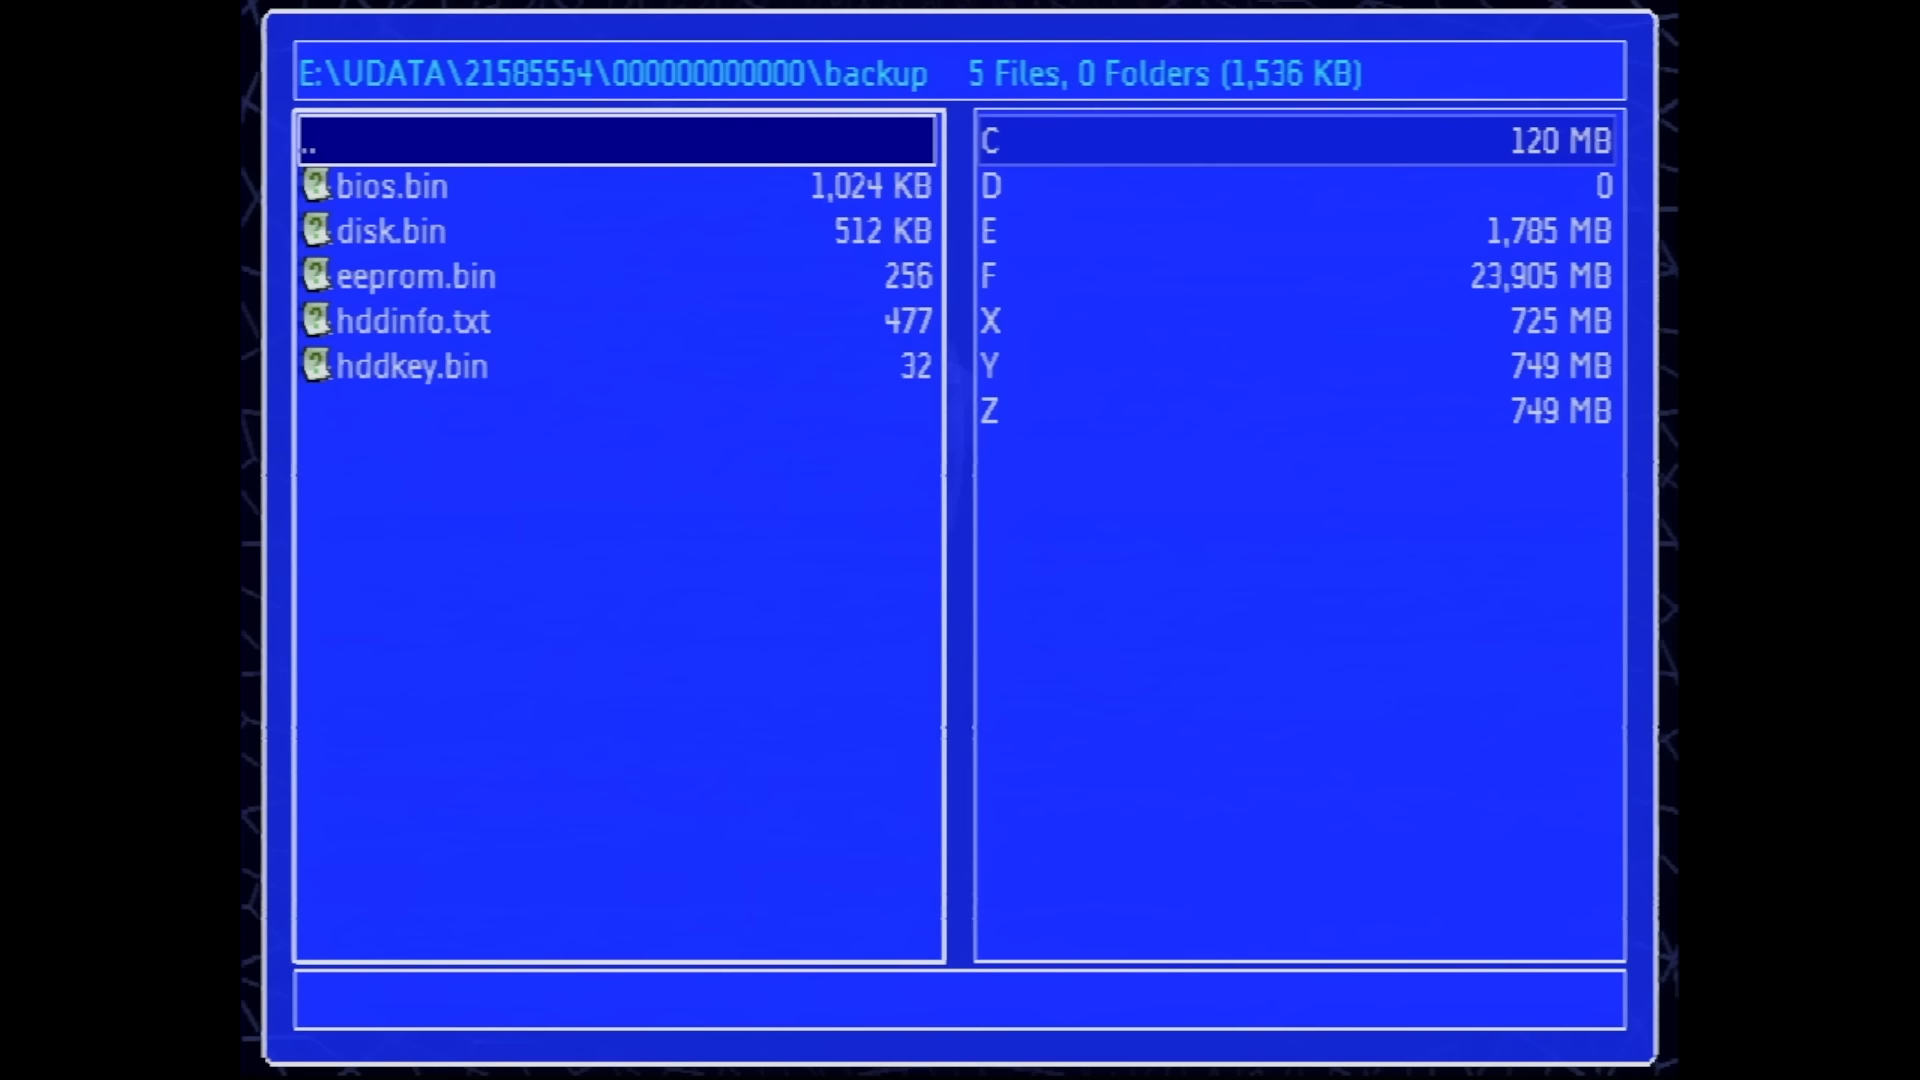 E:\UDATA\21585554\000000000000\backup 5 Files, 0 Folders (1,536 KB)
..
bios.bin 1,024 KB
disk.bin 512 KB
eeprom.bin 256
hddinfo.txt 477
hddkey.bin 32
C 120 MB
D 0
E 1,785 MB
F 23,905 MB
X 725 MB
Y 749 MB
Z 749 MB